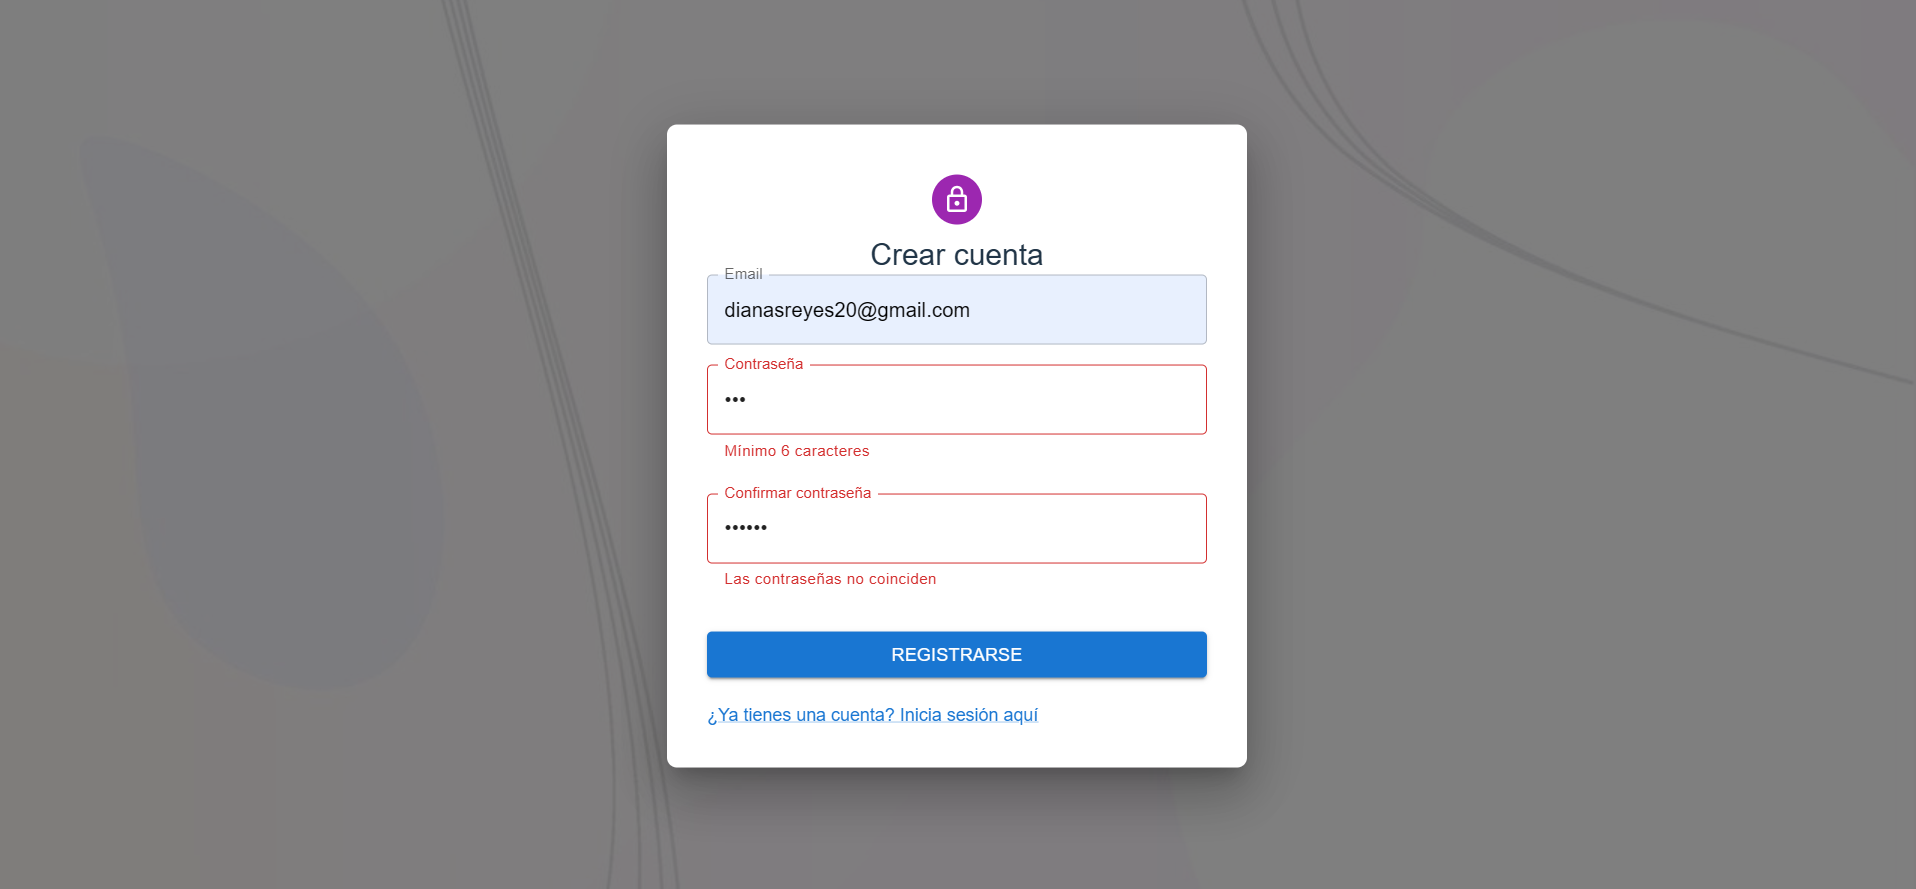 Crear cuenta
Email
dianasreyes20@gmail.com
Contraseña
•••
Mínimo 6 caracteres
Confirmar contraseña
••••••
Las contraseñas no coinciden
REGISTRARSE
¿Ya tienes una cuenta? Inicia sesión aquí